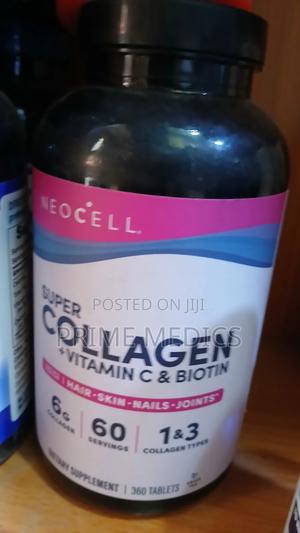 NEOCELL
POSTED ON JIJI
PRIME MEDICS
SUPER
COLLAGEN
+ VITAMIN C & BIOTIN
HAIR • SKIN • NAILS • JOINTS
6G
COLLAGEN
60
SERVINGS
1 & 3
COLLAGEN TYPES
DIETARY SUPPLEMENT
360 TABLETS